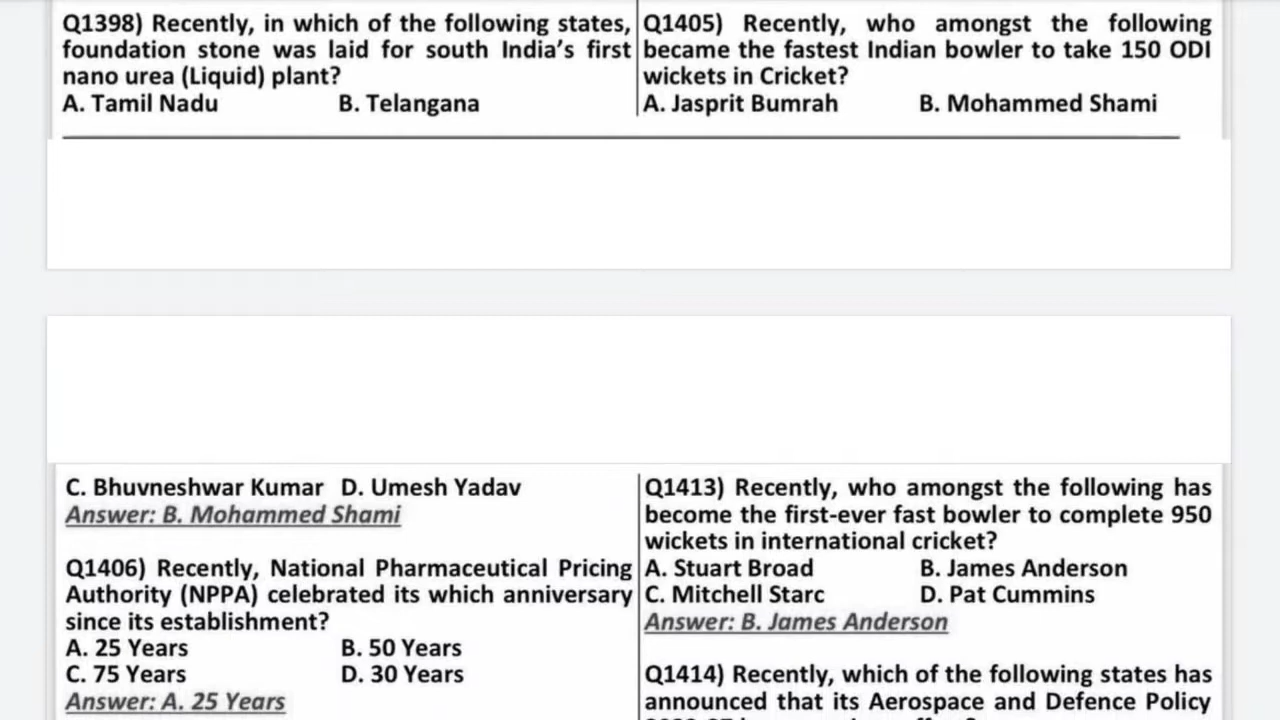 Q1398) Recently, in which of the following states,
foundation stone was laid for south India’s first
nano urea (Liquid) plant?
A. Tamil Nadu B. Telangana
Q1405) Recently, who amongst the following
became the fastest Indian bowler to take 150 ODI
wickets in Cricket?
A. Jasprit Bumrah B. Mohammed Shami
C. Bhuvneshwar Kumar D. Umesh Yadav
Answer: B. Mohammed Shami
Q1406) Recently, National Pharmaceutical Pricing
Authority (NPPA) celebrated its which anniversary
since its establishment?
A. 25 Years B. 50 Years
C. 75 Years D. 30 Years
Answer: A. 25 Years
Q1413) Recently, who amongst the following has
become the first-ever fast bowler to complete 950
wickets in international cricket?
A. Stuart Broad B. James Anderson
C. Mitchell Starc D. Pat Cummins
Answer: B. James Anderson
Q1414) Recently, which of the following states has
announced that its Aerospace and Defence Policy